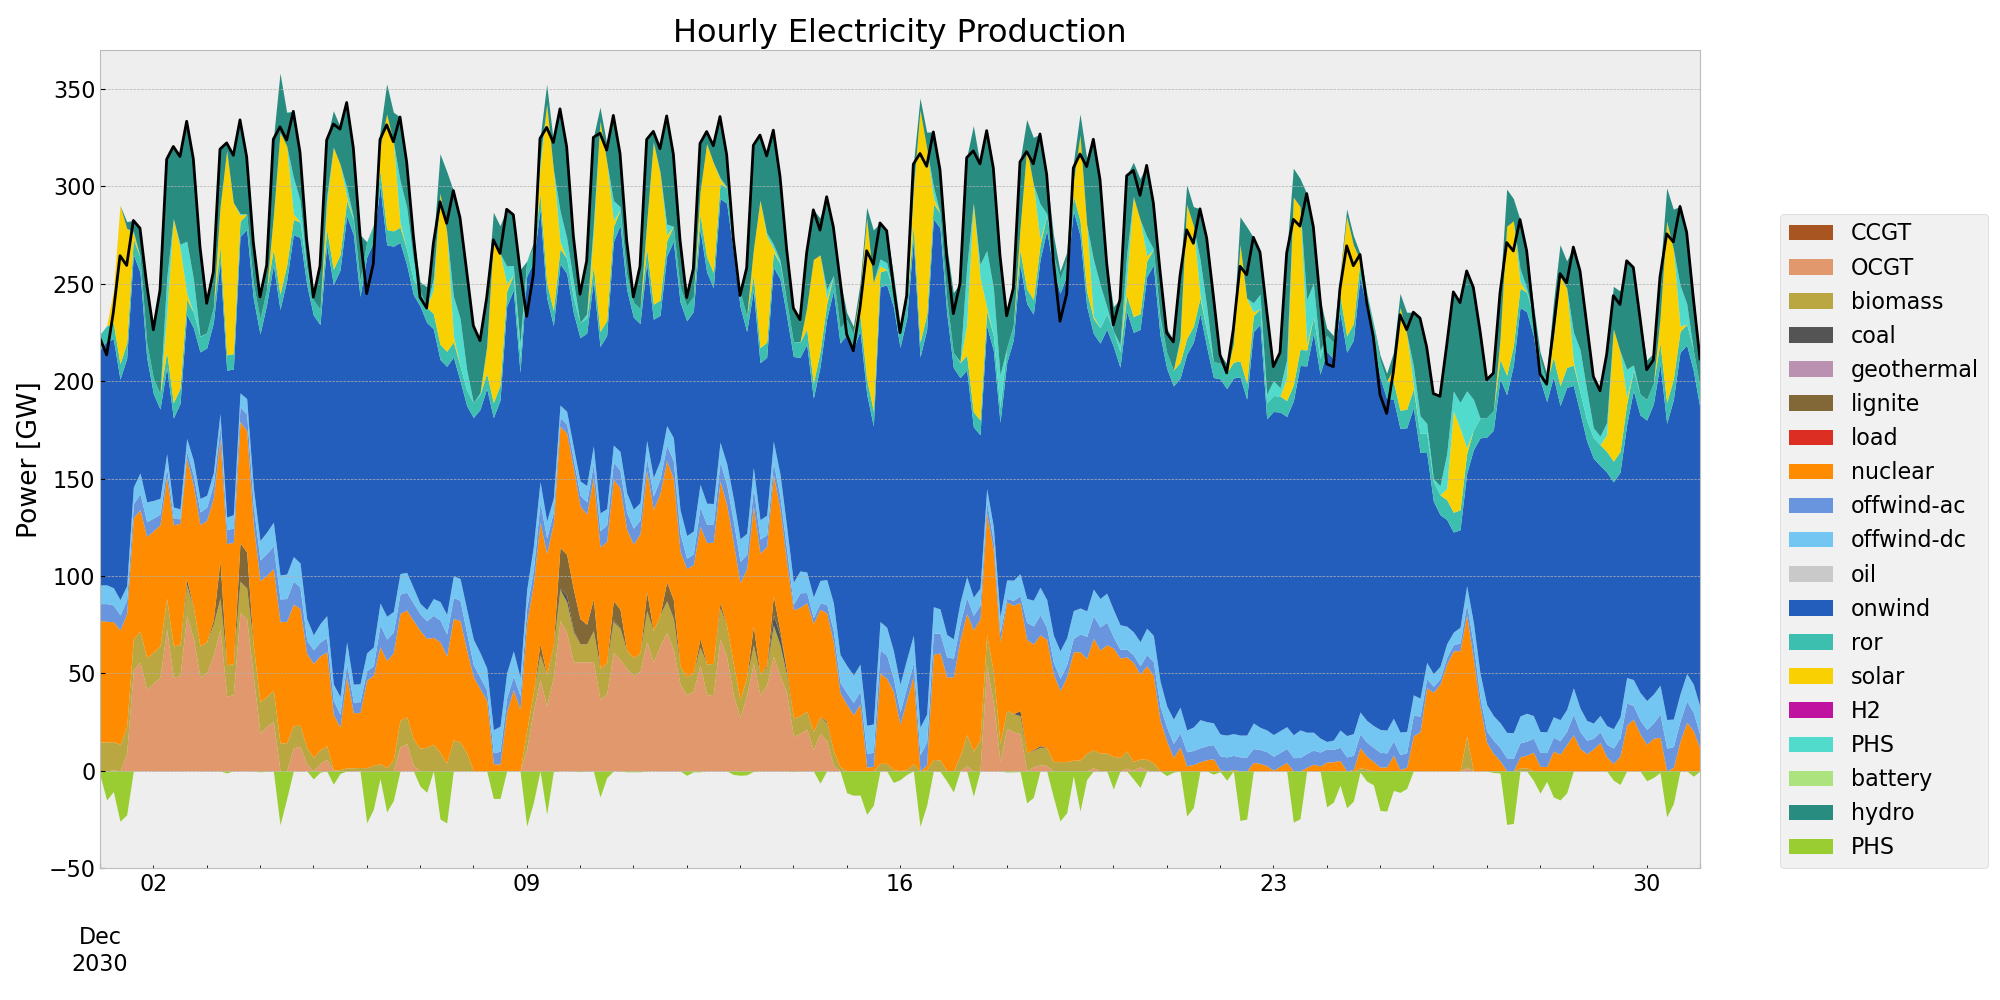 Hourly Electricity Production
Power [GW]
350
300
250
200
150
100
50
0
−50
02
09
16
23
30
Dec
2030
CCGT
OCGT
biomass
coal
geothermal
lignite
load
nuclear
offwind-ac
offwind-dc
oil
onwind
ror
solar
H2
PHS
battery
hydro
PHS